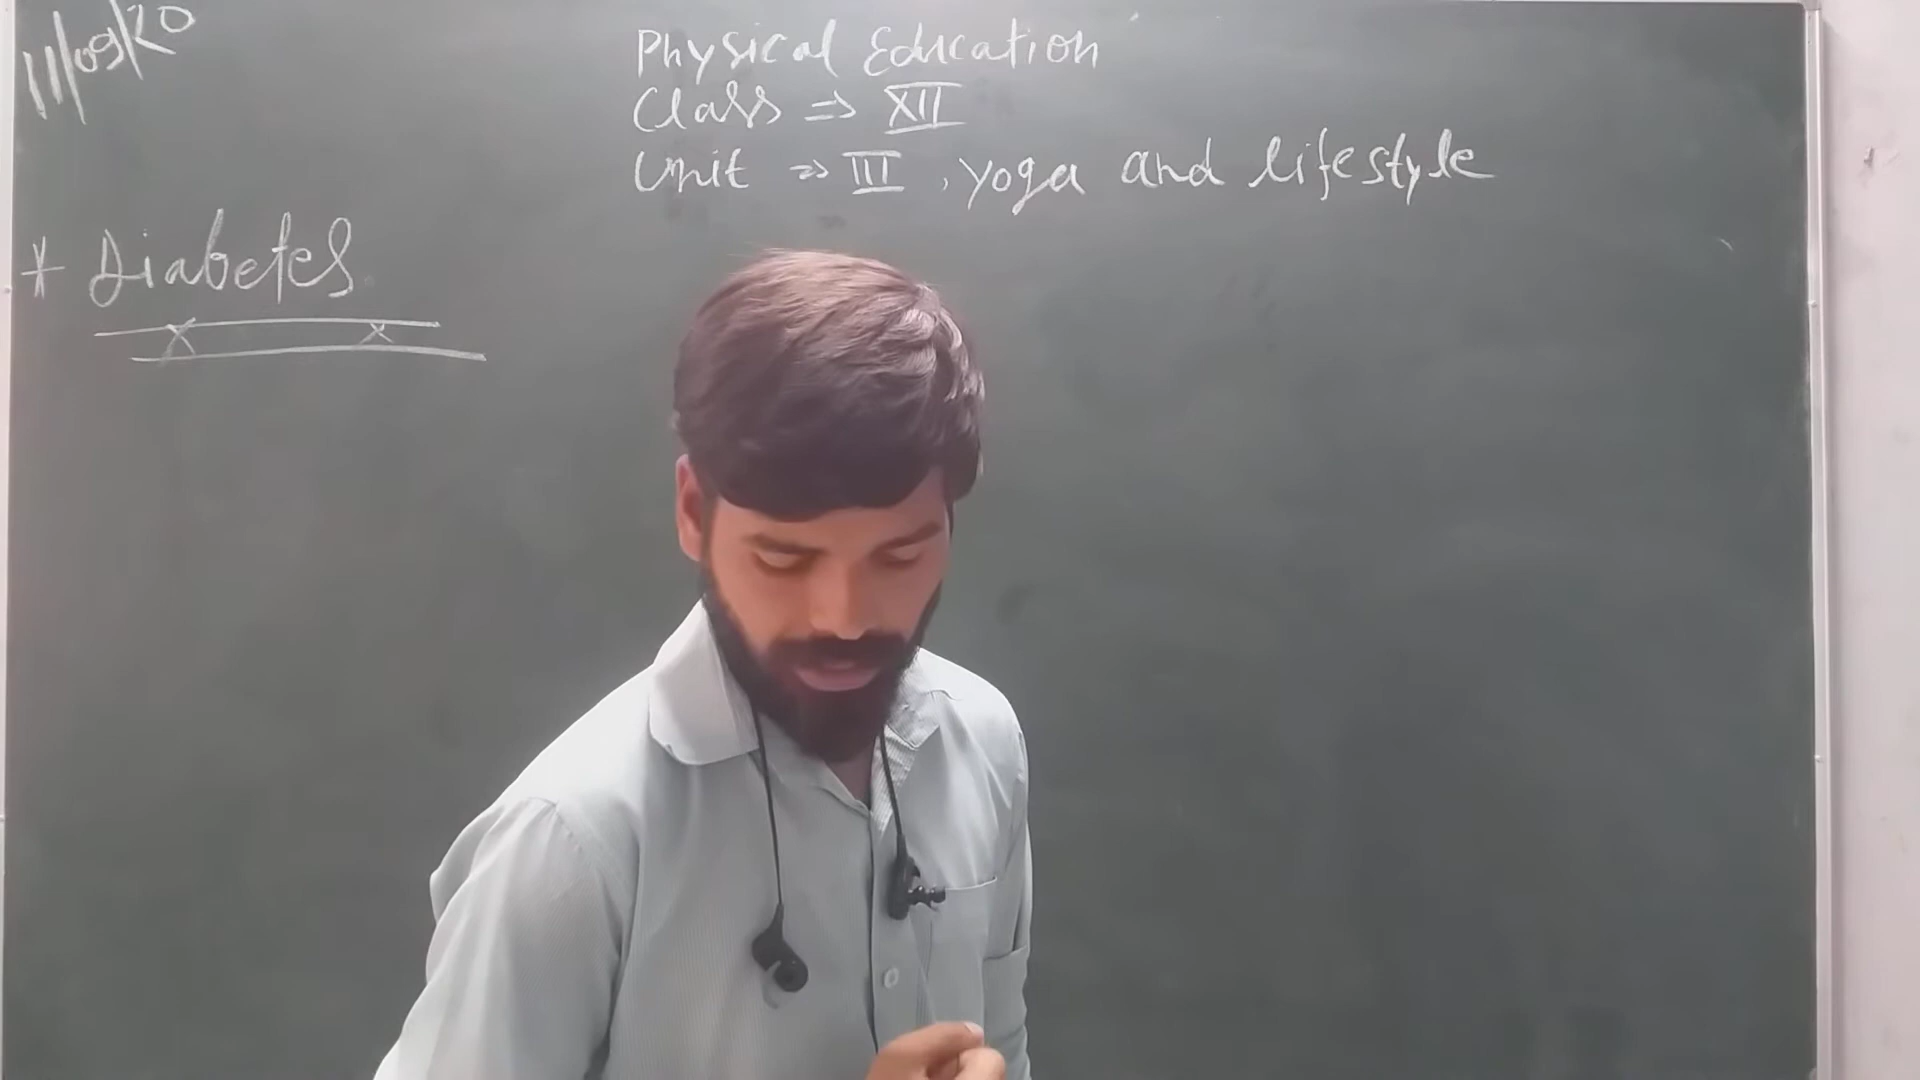 11/09/20
Physical Education
Class ⇒ XII
Unit ⇒ III, yoga and lifestyle
* Diabetes